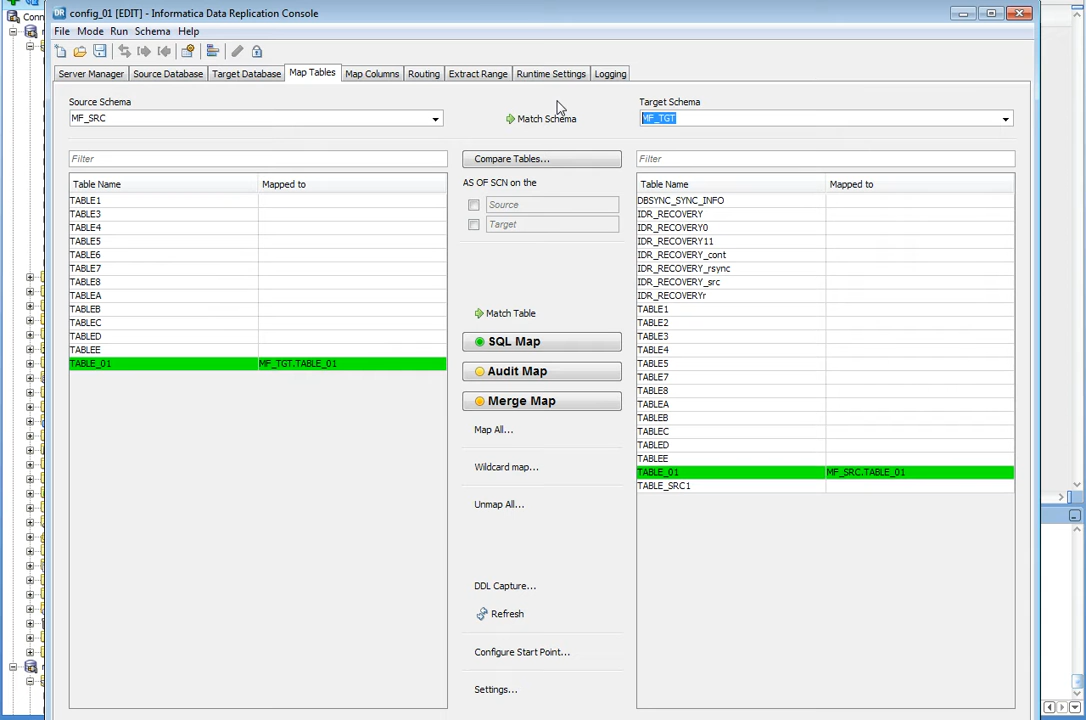 Conn
config_01 [EDIT] - Informatica Data Replication Console
File Mode Run Schema Help
Server Manager Source Database Target Database Map Tables Map Columns Routing Extract Range Runtime Settings Logging
Source Schema
MF_SRC
Match Schema
Target Schema
MF_TGT
Filter
Compare Tables...
Filter
Table Name Mapped to
TABLE1
TABLE3
TABLE4
TABLE5
TABLE6
TABLE7
TABLE8
TABLEA
TABLEB
TABLEC
TABLED
TABLEE
TABLE_01 MF_TGT.TABLE_01
AS OF SCN on the
Source
Target
Match Table
SQL Map
Audit Map
Merge Map
Map All...
Wildcard map...
Unmap All...
DDL Capture...
Refresh
Configure Start Point...
Settings...
Table Name Mapped to
DBSYNC_SYNC_INFO
IDR_RECOVERY
IDR_RECOVERY0
IDR_RECOVERY11
IDR_RECOVERY_cont
IDR_RECOVERY_rsync
IDR_RECOVERY_src
IDR_RECOVERYr
TABLE1
TABLE2
TABLE3
TABLE4
TABLE5
TABLE7
TABLE8
TABLEA
TABLEB
TABLEC
TABLED
TABLEE
TABLE_01 MF_SRC.TABLE_01
TABLE_SRC1